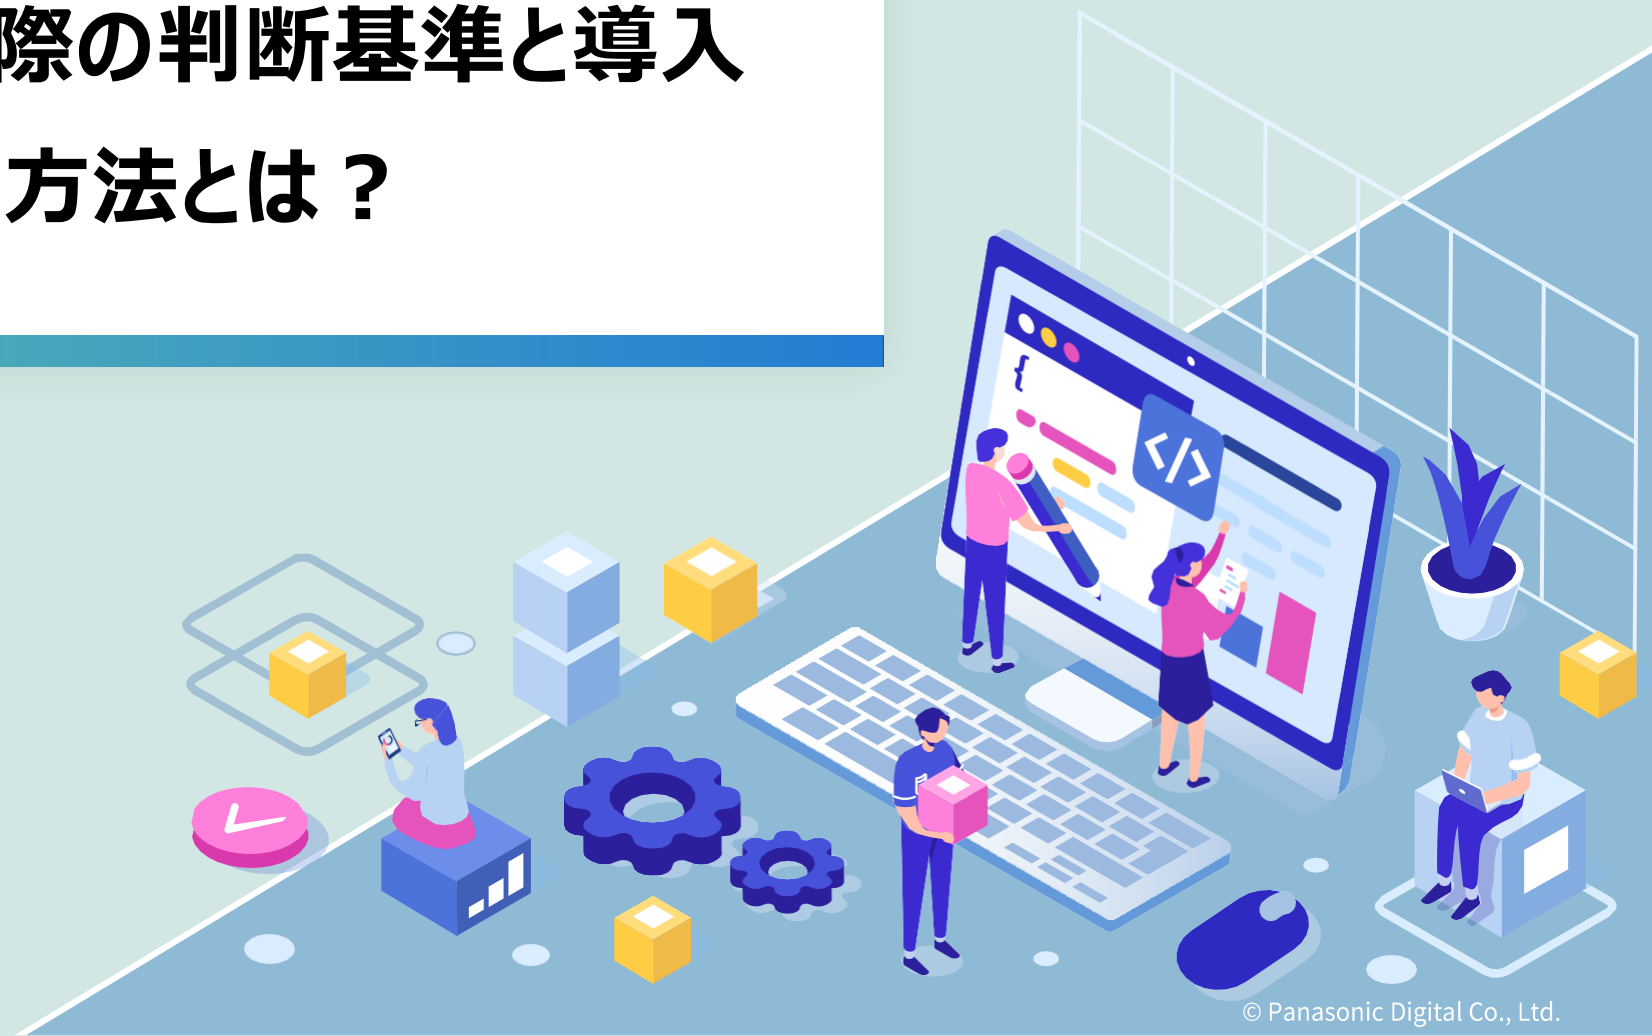 際の判断基準と導入
方法とは？
{
</>
© Panasonic Digital Co., Ltd.